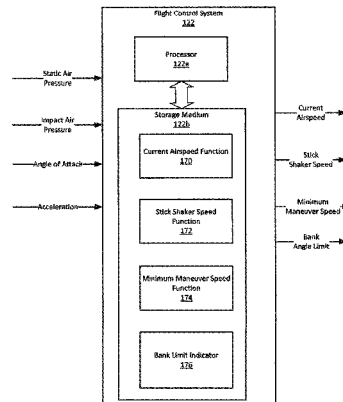 Flight Control System
122
Processor
122a
Storage Medium
122b
Current Airspeed Function
170
Stick Shaker Speed
Function
172
Minimum Maneuver Speed
Function
174
Bank Limit Indicator
176
Static Air
Pressure
Impact Air
Pressure
Angle of Attack
Acceleration
Current
Airspeed
Stick
Shaker Speed
Minimum
Maneuver Speed
Bank
Angle Limit